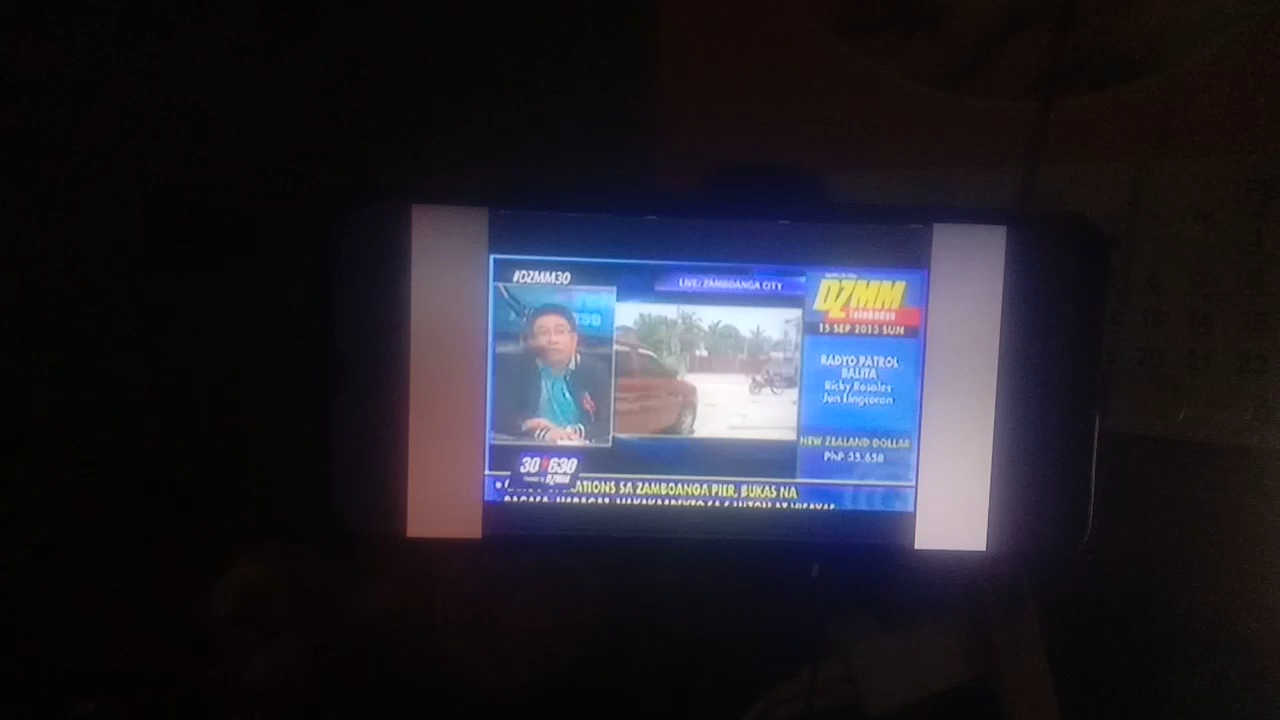 #DZMM30
LIVE: ZAMBOANGA CITY
DZMM
TeleRadyo
15 SEP 2013 SUN
RADYO PATROL
BALITA
Ricky Rosales
Jun Lingcoran
NEW ZEALAND DOLLAR
PhP 35.658
30 630
DZMM
SA ZAMBOANGA PIER, BUKAS NA